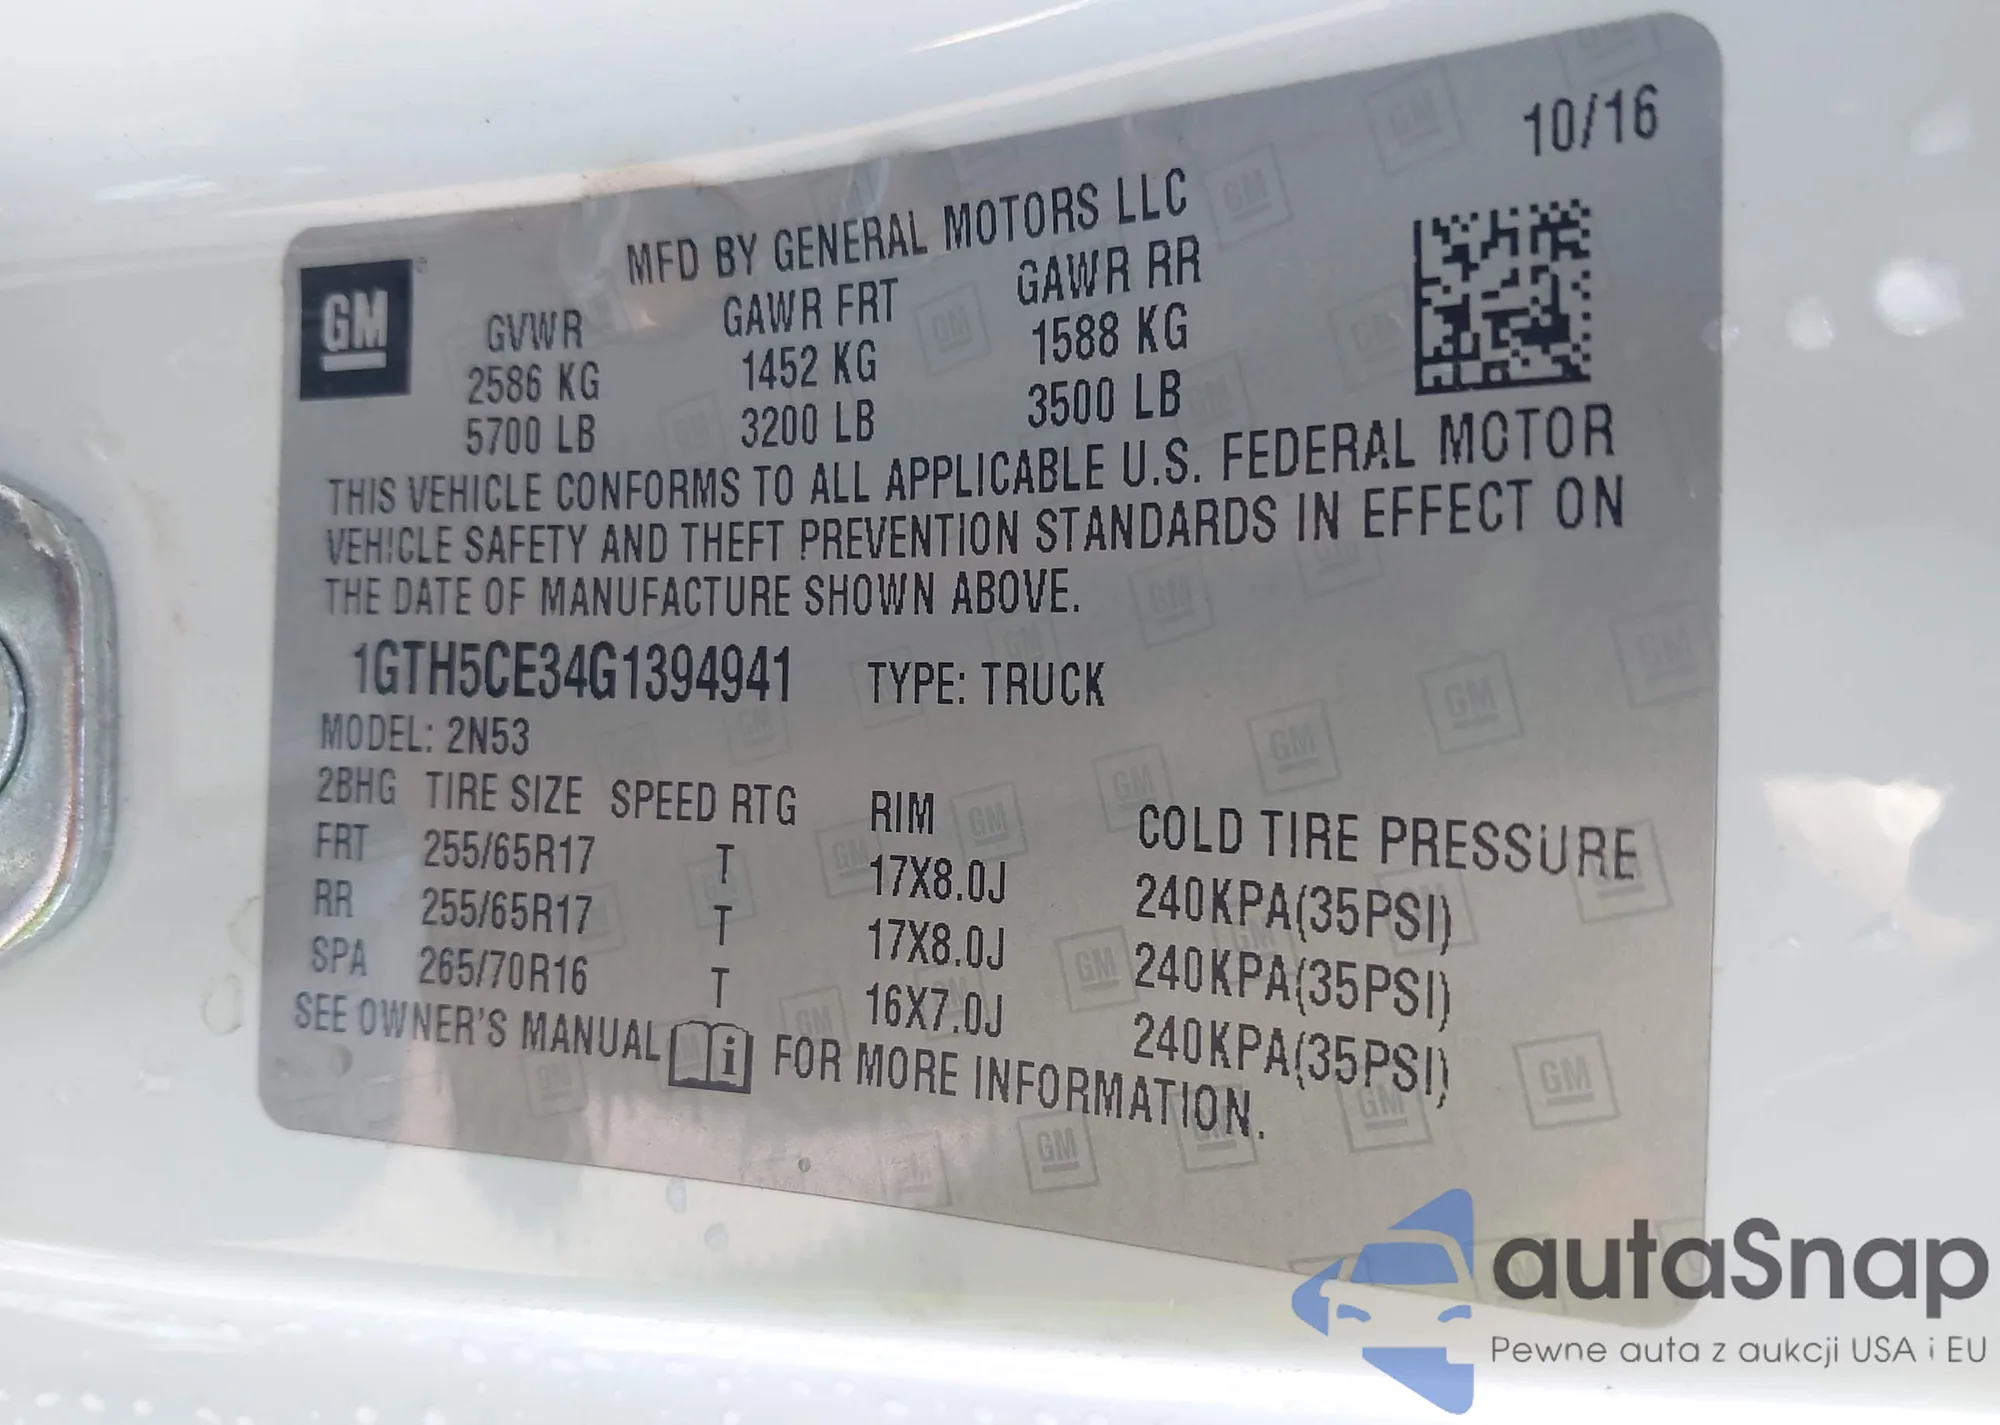 10/16
MFD BY GENERAL MOTORS LLC
GM
GVWR GAWR FRT GAWR RR
2586 KG 1452 KG 1588 KG
5700 LB 3200 LB 3500 LB
THIS VEHICLE CONFORMS TO ALL APPLICABLE U.S. FEDERAL MOTOR
VEHICLE SAFETY AND THEFT PREVENTION STANDARDS IN EFFECT ON
THE DATE OF MANUFACTURE SHOWN ABOVE.
1GTH5CE34G1394941 TYPE: TRUCK
MODEL: 2N53
2BHG TIRE SIZE SPEED RTG RIM COLD TIRE PRESSURE
FRT 255/65R17 T 17X8.0J 240KPA(35PSI)
RR 255/65R17 T 17X8.0J 240KPA(35PSI)
SPA 265/70R16 T 16X7.0J 240KPA(35PSI)
SEE OWNER'S MANUAL i FOR MORE INFORMATION.
autaSnap
Pewne auta z aukcji USA i EU